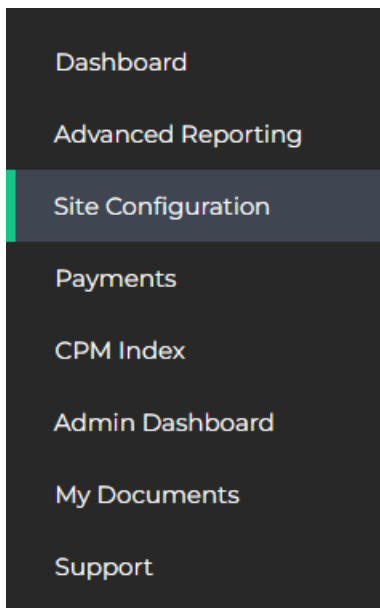 Dashboard
Advanced Reporting
Site Configuration
Payments
CPM Index
Admin Dashboard
My Documents
Support